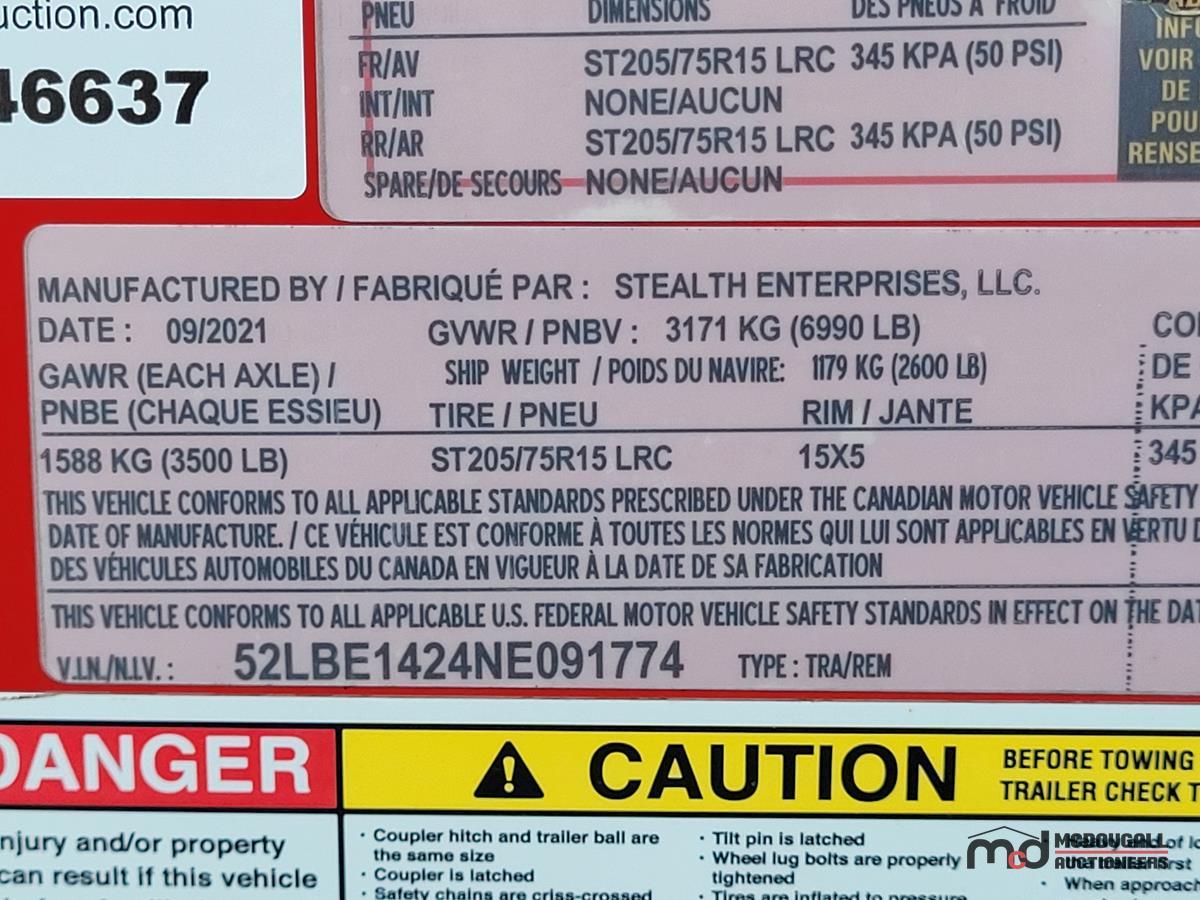 uction.com
46637
PNEU DIMENSIONS DES PNEUS À FROID
FR/AV ST205/75R15 LRC 345 KPA (50 PSI)
INT/INT NONE/AUCUN
RR/AR ST205/75R15 LRC 345 KPA (50 PSI)
SPARE/DE SECOURS NONE/AUCUN
VOIR
DE
POU
RENSE
MANUFACTURED BY / FABRIQUÉ PAR : STEALTH ENTERPRISES, LLC.
DATE : 09/2021 GVWR / PNBV : 3171 KG (6990 LB)
GAWR (EACH AXLE) / SHIP WEIGHT / POIDS DU NAVIRE: 1179 KG (2600 LB)
PNBE (CHAQUE ESSIEU) TIRE / PNEU RIM / JANTE
1588 KG (3500 LB) ST205/75R15 LRC 15X5
CO
DE
KPA
345
THIS VEHICLE CONFORMS TO ALL APPLICABLE STANDARDS PRESCRIBED UNDER THE CANADIAN MOTOR VEHICLE SAFETY
DATE OF MANUFACTURE. / CE VÉHICULE EST CONFORME À TOUTES LES NORMES QUI LUI SONT APPLICABLES EN VERTU
DES VÉHICULES AUTOMOBILES DU CANADA EN VIGUEUR À LA DATE DE SA FABRICATION
THIS VEHICLE CONFORMS TO ALL APPLICABLE U.S. FEDERAL MOTOR VEHICLE SAFETY STANDARDS IN EFFECT ON THE DA
V.I.N./N.I.V. : 52LBE1424NE091774 TYPE : TRA/REM
DANGER
njury and/or property
can result if this vehicle
CAUTION
BEFORE TOWING
TRAILER CHECK T
· Coupler hitch and trailer ball are
the same size
· Coupler is latched
· Safety chains are criss-crossed
· Tilt pin is latched
· Wheel lug bolts are properly
tightened
· Tires are inflated to pressure
· When approach
mcd MCDOUGALL
AUCTIONEERS